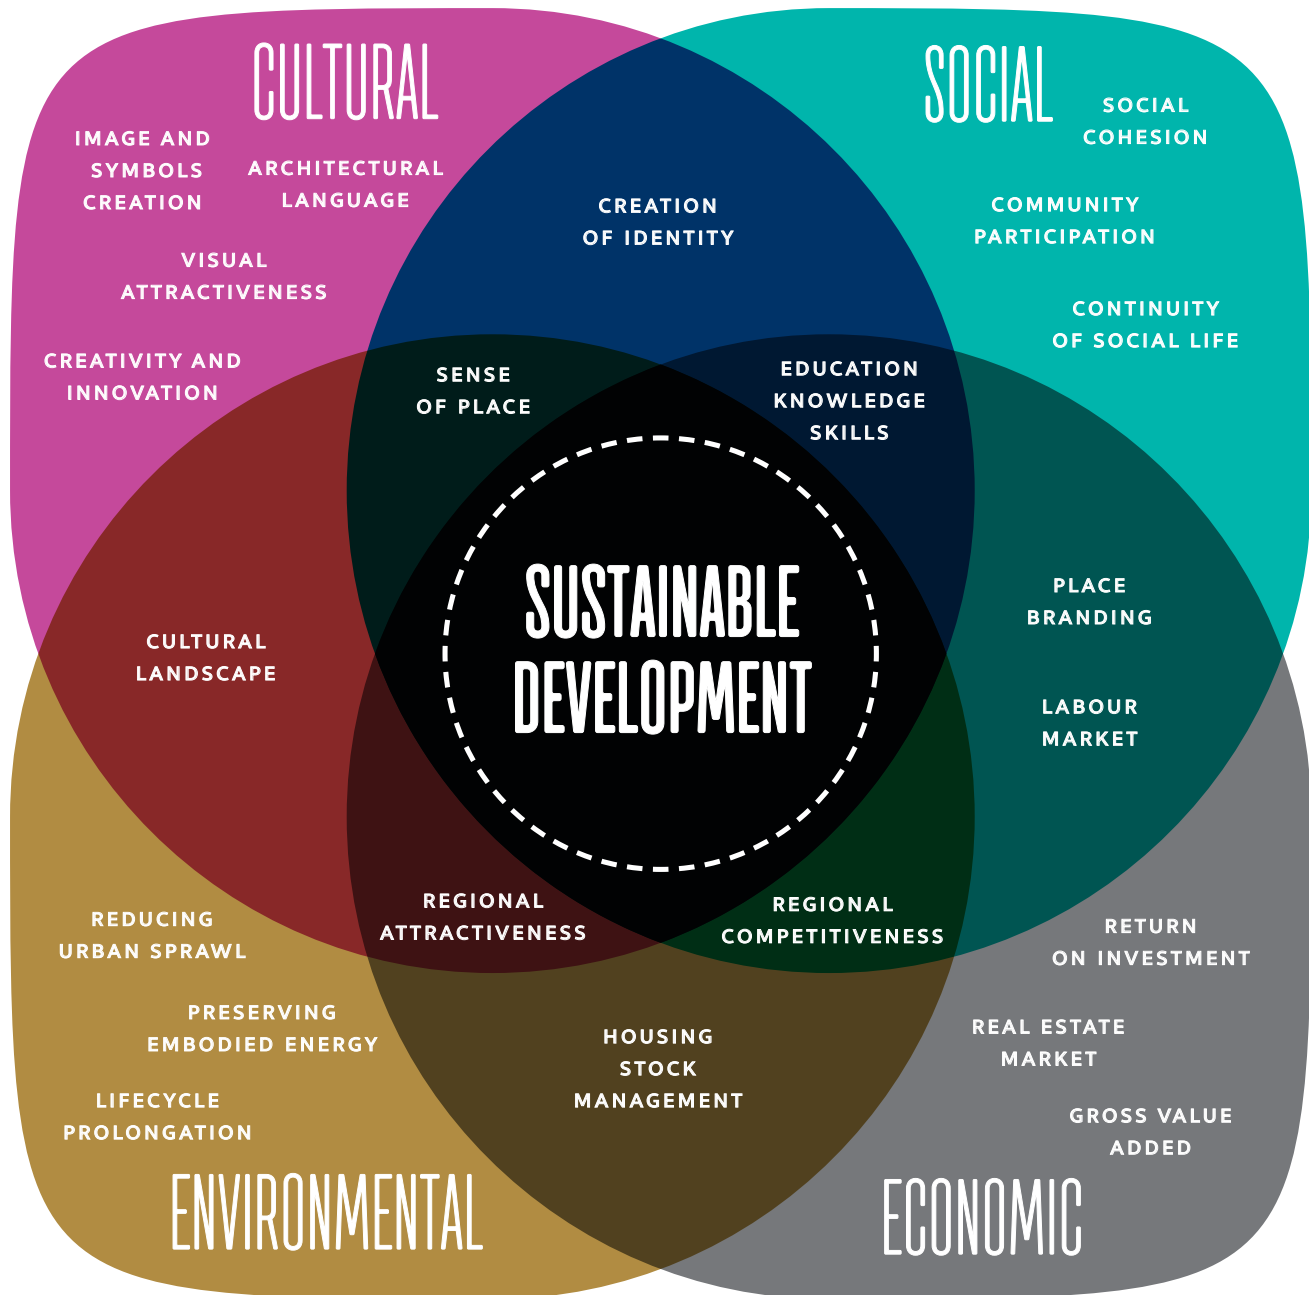 CULTURAL
IMAGE AND
SYMBOLS
CREATION
ARCHITECTURAL
LANGUAGE
VISUAL
ATTRACTIVENESS
CREATIVITY AND
INNOVATION
CREATION
OF IDENTITY
SOCIAL
SOCIAL
COHESION
COMMUNITY
PARTICIPATION
CONTINUITY
OF SOCIAL LIFE
SENSE
OF PLACE
EDUCATION
KNOWLEDGE
SKILLS
CULTURAL
LANDSCAPE
SUSTAINABLE
DEVELOPMENT
PLACE
BRANDING
LABOUR
MARKET
REGIONAL
ATTRACTIVENESS
REGIONAL
COMPETITIVENESS
REDUCING
URBAN SPRAWL
PRESERVING
EMBODIED ENERGY
LIFECYCLE
PROLONGATION
ENVIRONMENTAL
HOUSING
STOCK
MANAGEMENT
RETURN
ON INVESTMENT
REAL ESTATE
MARKET
GROSS VALUE
ADDED
ECONOMIC